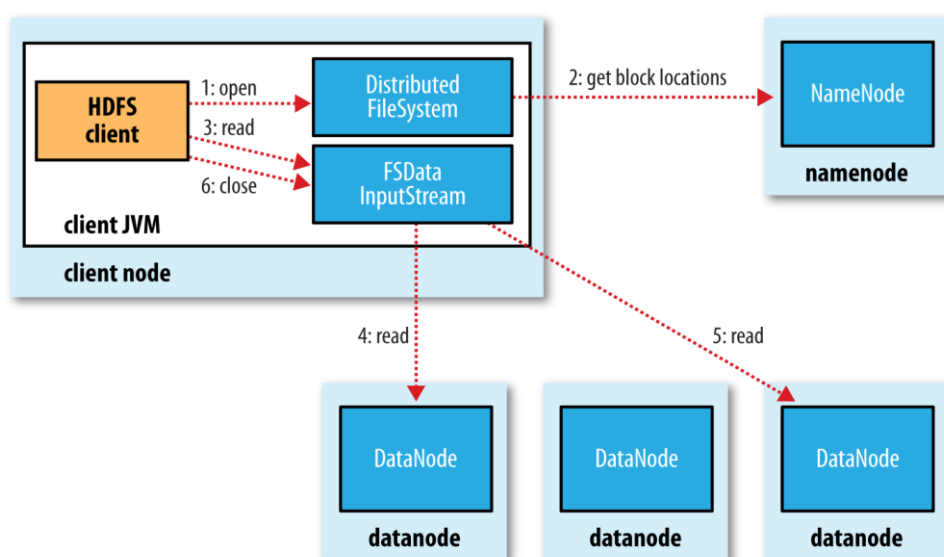 HDFS
client
1: open
3: read
6: close
Distributed
FileSystem
FSData
InputStream
client JVM
client node
2: get block locations
NameNode
namenode
4: read
5: read
DataNode
datanode
DataNode
datanode
DataNode
datanode